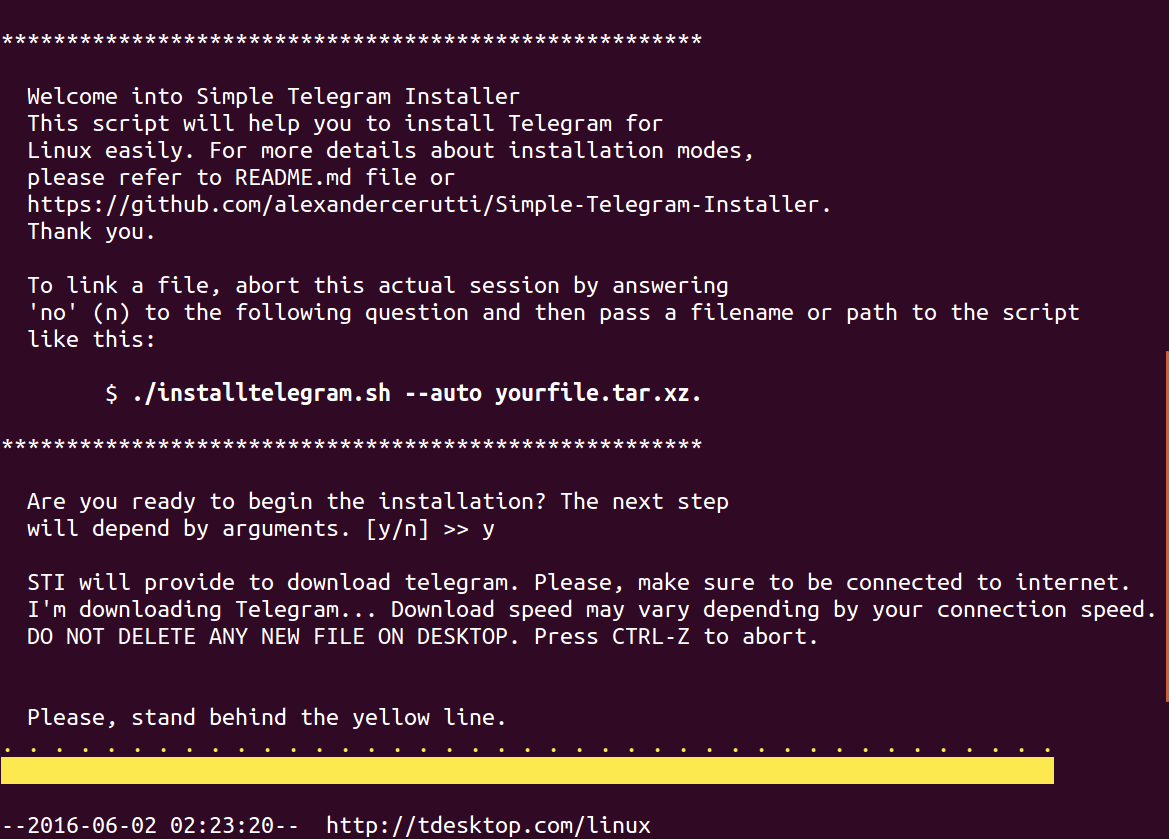 ******************************************************
Welcome into Simple Telegram Installer
This script will help you to install Telegram for
Linux easily. For more details about installation modes,
please refer to README.md file or
https://github.com/alexandercerutti/Simple-Telegram-Installer.
Thank you.
To link a file, abort this actual session by answering
'no' (n) to the following question and then pass a filename or path to the script
like this:
$ ./installtelegram.sh --auto yourfile.tar.xz.
******************************************************
Are you ready to begin the installation? The next step
will depend by arguments. [y/n] >> y
STI will provide to download telegram. Please, make sure to be connected to internet.
I'm downloading Telegram... Download speed may vary depending by your connection speed.
DO NOT DELETE ANY NEW FILE ON DESKTOP. Press CTRL-Z to abort.
Please, stand behind the yellow line.
. . . . . . . . . . . . . . . . . . . . . . . . . . . . . . . . . . . . . . . . .
--2016-06-02 02:23:20--  http://tdesktop.com/linux